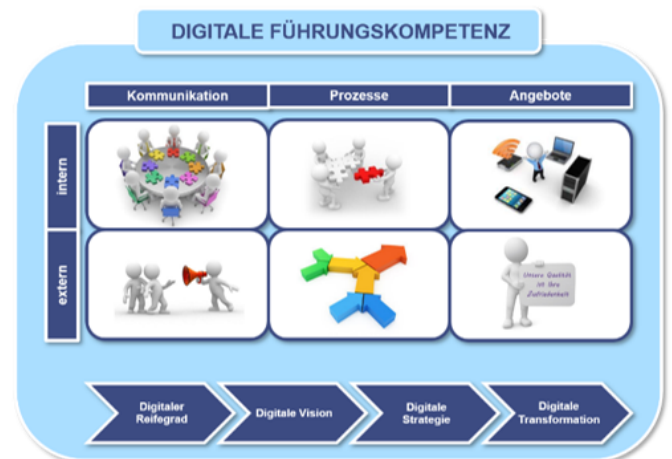 DIGITALE FÜHRUNGSKOMPETENZ
Kommunikation
Prozesse
Angebote
intern
extern
Unsere Qualität
ist Ihre
Zufriedenheit
Digitaler
Reifegrad
Digitale Vision
Digitale
Strategie
Digitale
Transformation